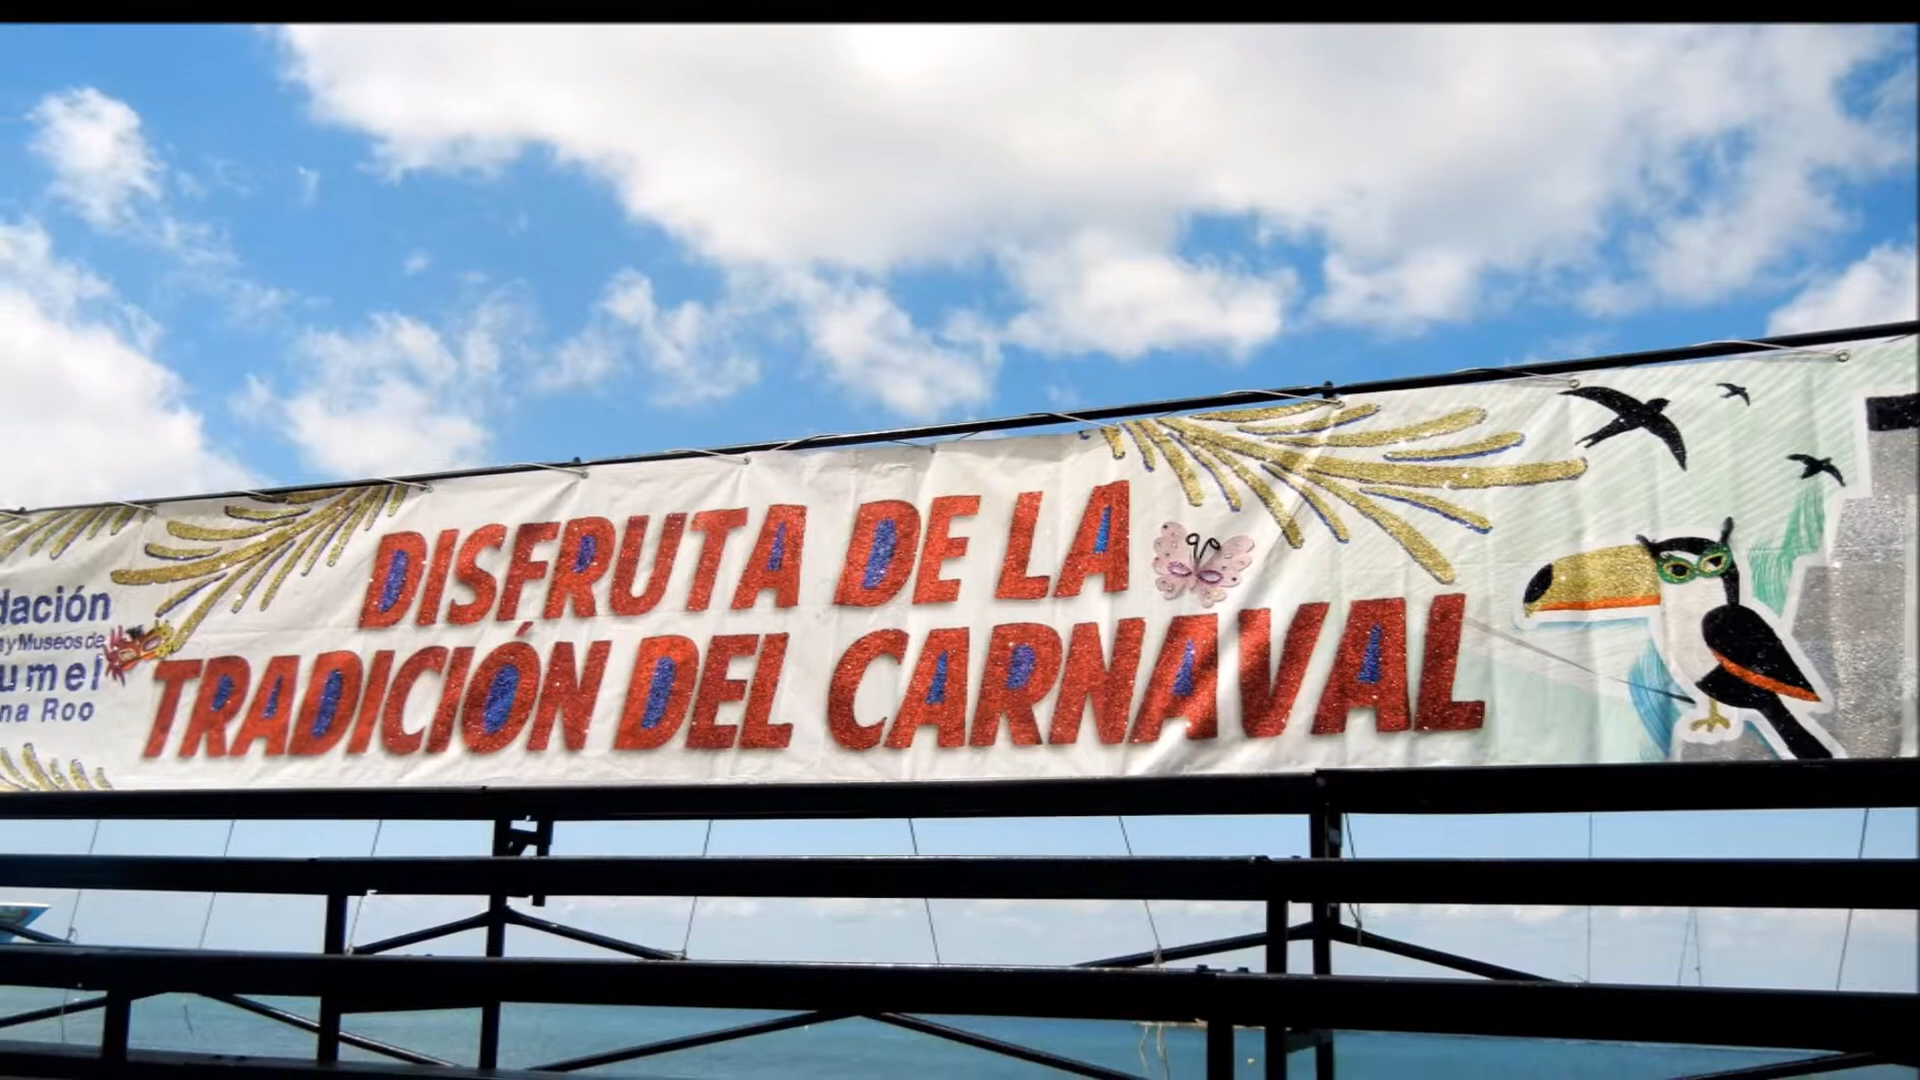 DISFRUTA DE LA
TRADICIÓN DEL CARNAVAL
dación
s y Museos de
umel
na Roo